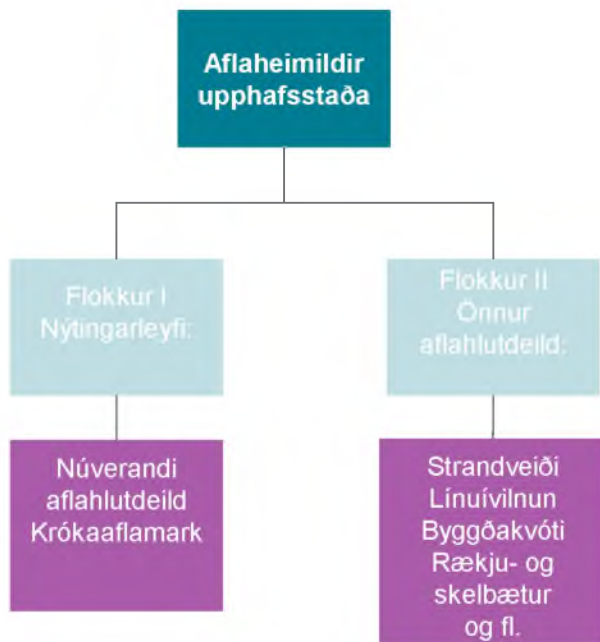 Aflaheimildir
upphafsstaða
Flokkur I
Nýtingarleyfi:
Flokkur II
Önnur
aflahlutdeild:
Núverandi
aflahlutdeild
Krókaaflamark
Strandveiði
Línuívilnun
Byggðakvóti
Rækju- og
skelbætur
og fl.